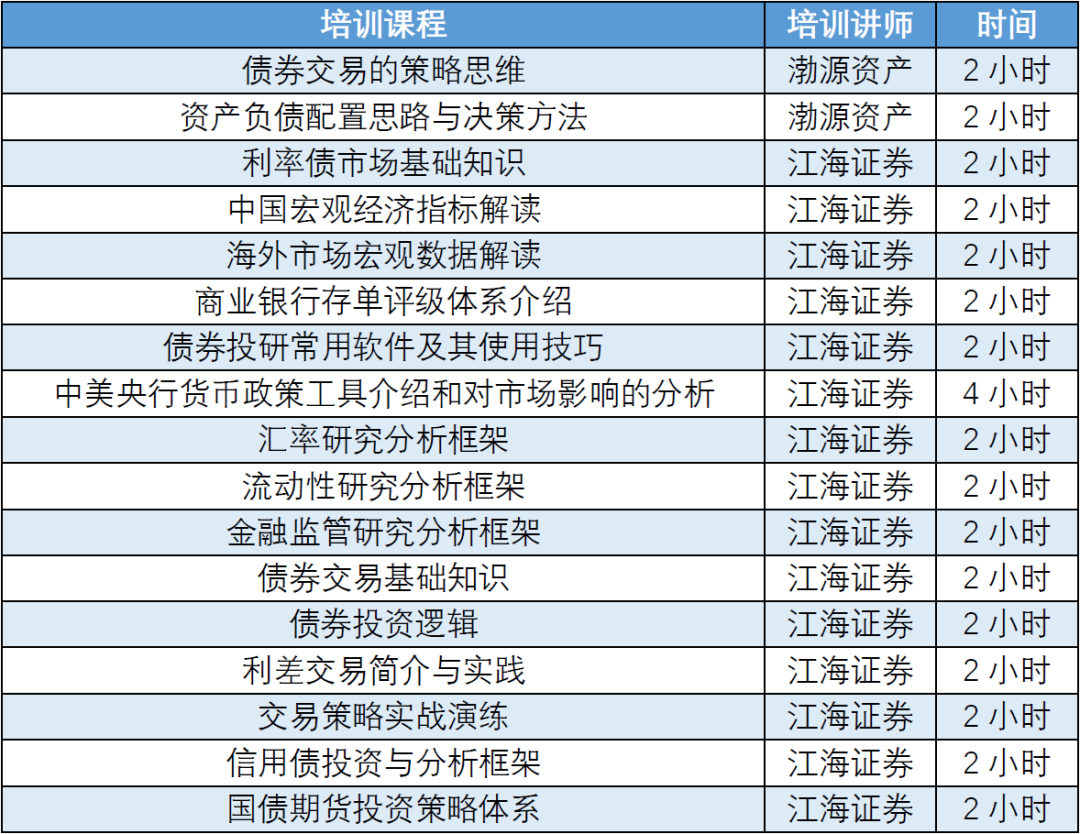 培训课程 培训讲师 时间
债券交易的策略思维 渤源资产 2 小时
资产负债配置思路与决策方法 渤源资产 2 小时
利率债市场基础知识 江海证券 2 小时
中国宏观经济指标解读 江海证券 2 小时
海外市场宏观数据解读 江海证券 2 小时
商业银行存单评级体系介绍 江海证券 2 小时
债券投研常用软件及其使用技巧 江海证券 2 小时
中美央行货币政策工具介绍和对市场影响的分析 江海证券 4 小时
汇率研究分析框架 江海证券 2 小时
流动性研究分析框架 江海证券 2 小时
金融监管研究分析框架 江海证券 2 小时
债券交易基础知识 江海证券 2 小时
债券投资逻辑 江海证券 2 小时
利差交易简介与实践 江海证券 2 小时
交易策略实战演练 江海证券 2 小时
信用债投资与分析框架 江海证券 2 小时
国债期货投资策略体系 江海证券 2 小时